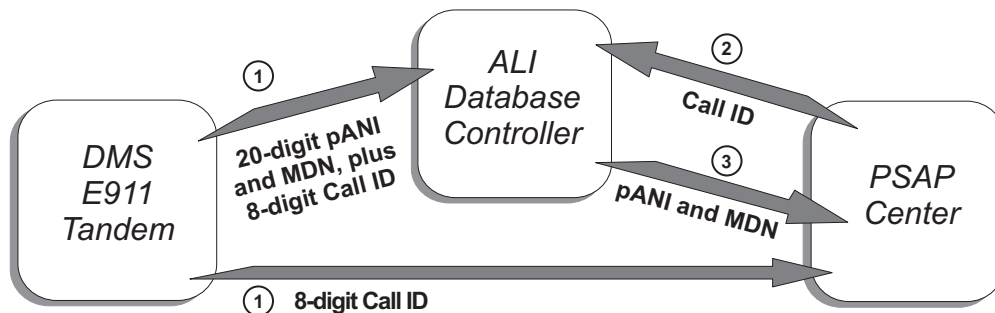 DMS
E911
Tandem
1
20-digit pANI
and MDN, plus
8-digit Call ID
ALI
Database
Controller
2
Call ID
3
pANI and MDN
PSAP
Center
1
8-digit Call ID